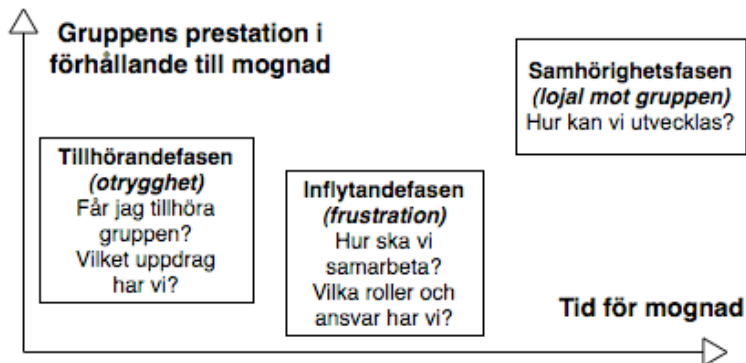 Gruppens prestation i
förhållande till mognad
Samhörighetsfasen
(lojal mot gruppen)
Hur kan vi utvecklas?
Tillhörandefasen
(otrygghet)
Får jag tillhöra
gruppen?
Vilket uppdrag
har vi?
Inflytandefasen
(frustration)
Hur ska vi
samarbeta?
Vilka roller och
ansvar har vi?
Tid för mognad